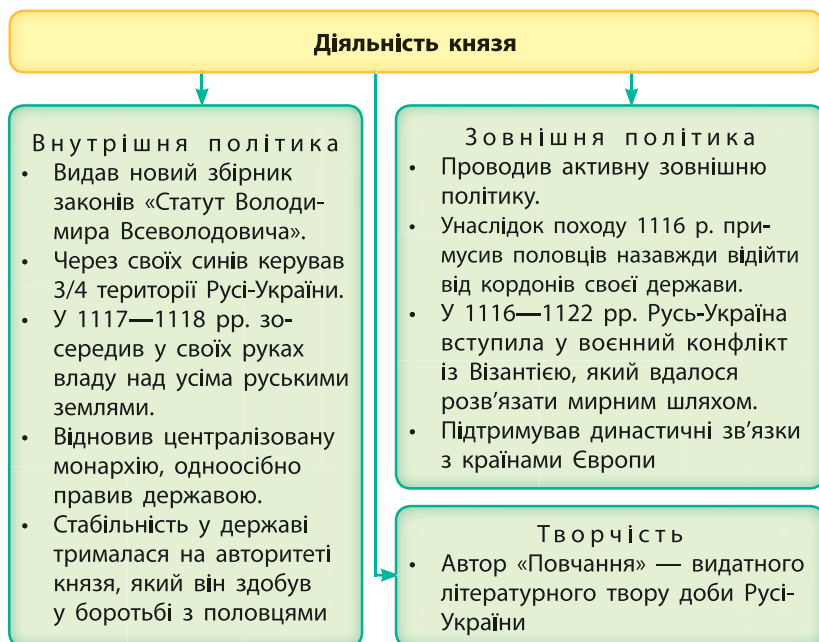 Діяльність князя
Внутрішня політика
• Видав новий збірник
законів «Статут Володи-
мира Всеволодовича».
• Через своїх синів керував
3/4 території Русі-України.
• У 1117—1118 рр. зо-
середив у своїх руках
владу над усіма руськими
землями.
• Відновив централізовану
монархію, одноосібно
правив державою.
• Стабільність у державі
трималася на авторитеті
князя, який він здобув
у боротьбі з половцями
Зовнішня політика
• Проводив активну зовнішню
політику.
• Унаслідок походу 1116 р. при-
мусив половців назавжди відійти
від кордонів своєї держави.
• У 1116—1122 рр. Русь-Україна
вступила у воєнний конфлікт
із Візантією, який вдалося
розв’язати мирним шляхом.
• Підтримував династичні зв’язки
з країнами Європи
Творчість
• Автор «Повчання» — видатного
літературного твору доби Русі-
України